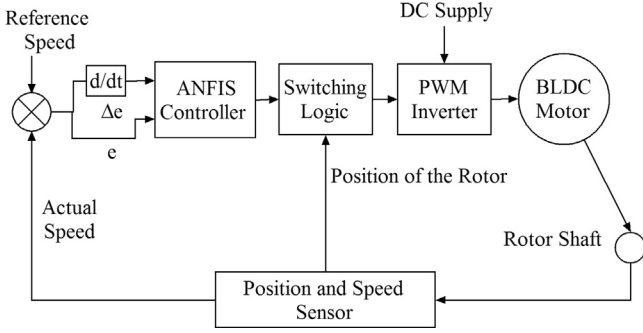 Reference
Speed
DC Supply
d/dt
Δe
e
ANFIS
Controller
Switching
Logic
PWM
Inverter
BLDC
Motor
Position of the Rotor
Actual
Speed
Rotor Shaft
Position and Speed
Sensor